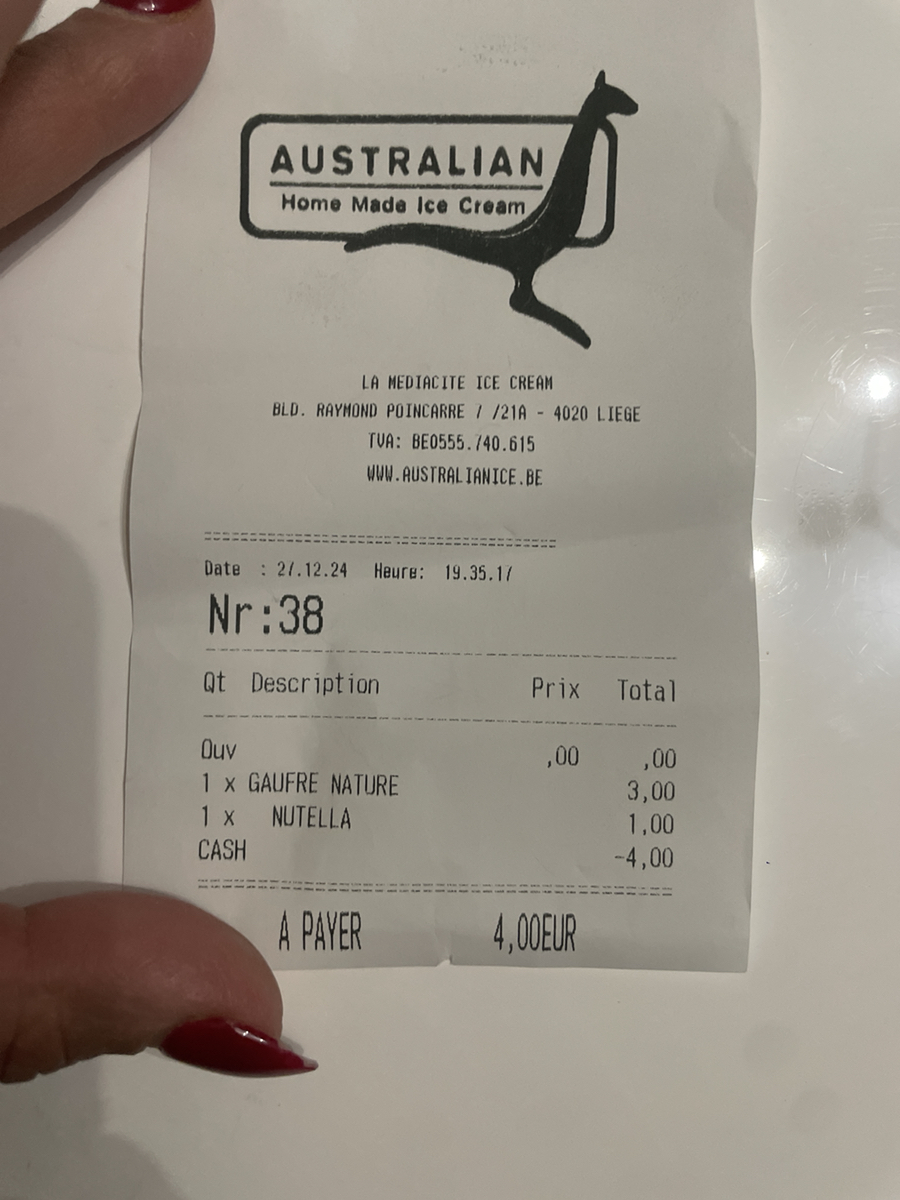 AUSTRALIAN
Home Made Ice Cream
LA MEDIACITE ICE CREAM
BLD. RAYMOND POINCARRE 7 /21A - 4020 LIEGE
TVA: BE0555.740.615
WWW.AUSTRALIANICE.BE
Date : 27.12.24 Heure: 19.35.17
Nr:38
Qt Description Prix Total
Ouv ,00 ,00
1 x GAUFRE NATURE 3,00
1 x NUTELLA 1,00
CASH -4,00
A PAYER 4,00EUR